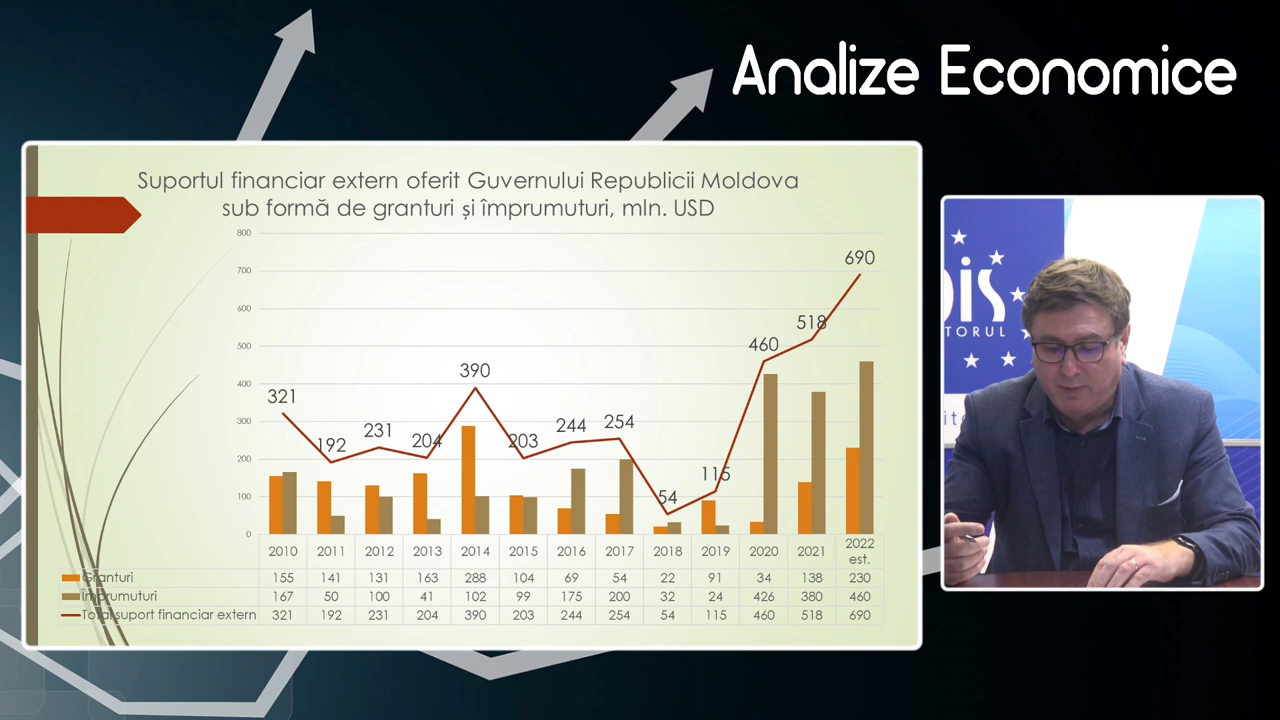 Analize Economice
Suportul financiar extern oferit Guvernului Republicii Moldova
sub formă de granturi și împrumuturi, mln. USD
800
700
600
500
400
300
200
100
0
321
192
231
204
390
203
244
254
54
115
460
518
690
2010 2011 2012 2013 2014 2015 2016 2017 2018 2019 2020 2021 2022 est.
Granturi 155 141 131 163 288 104 69 54 22 91 34 138 230
Împrumuturi 167 50 100 41 102 99 175 200 32 24 426 380 460
Total suport financiar extern 321 192 231 204 390 203 244 254 54 115 460 518 690
TORUL